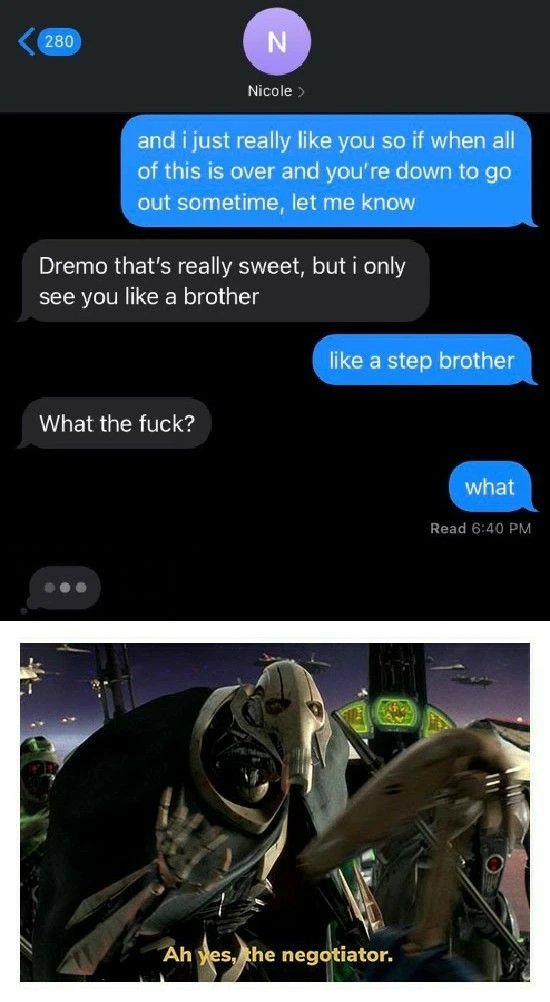 280
N
Nicole >
and i just really like you so if when all
of this is over and you're down to go
out sometime, let me know
Dremo that's really sweet, but i only
see you like a brother
like a step brother
What the fuck?
what
Read 6:40 PM
Ah yes, the negotiator.